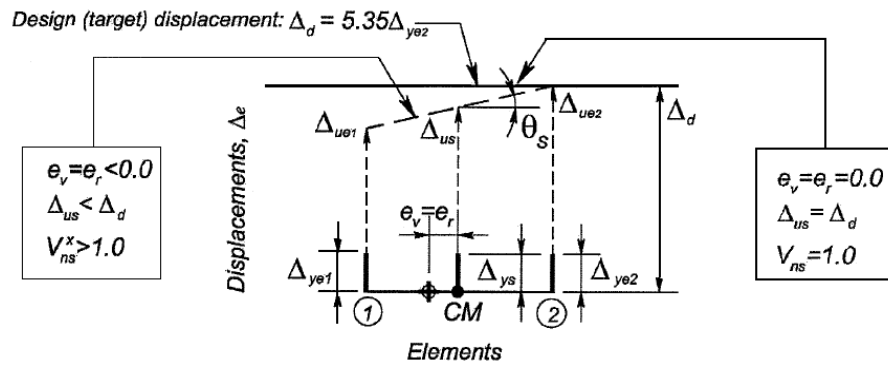 Design (target) displacement: Δd = 5.35Δye2
Displacements, Δe
Δue1
Δus
θs
Δue2
Δd
ev=er<0.0
Δus<Δd
Vnsˣ>1.0
ev=er=0.0
Δus=Δd
Vns=1.0
ev=er
Δye1
Δys
Δye2
1
CM
2
Elements